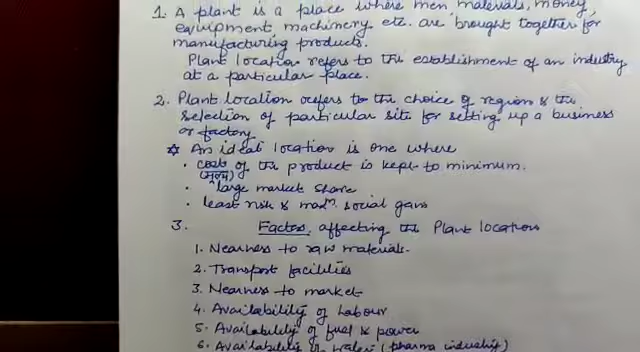 1. A plant is a place where men, materials, money,
equipment, machinery etc. are brought together for
manufacturing products.
Plant location refers to the establishment of an industry
at a particular place.
2. Plant location refers to the choice of region & the
selection of particular site for setting up a business
or factory
☆ An ideal location is one where
· cost of the product is kept to minimum.
(मूल्य)
· large market share
· least risk & maxm social gain
3. Factors affecting the Plant location
1. Nearness to raw materials.
2. Transport facilities
3. Nearness to market
4. Availability of Labour
5. Availability of fuel & power
6. Availability of water (pharma industry)